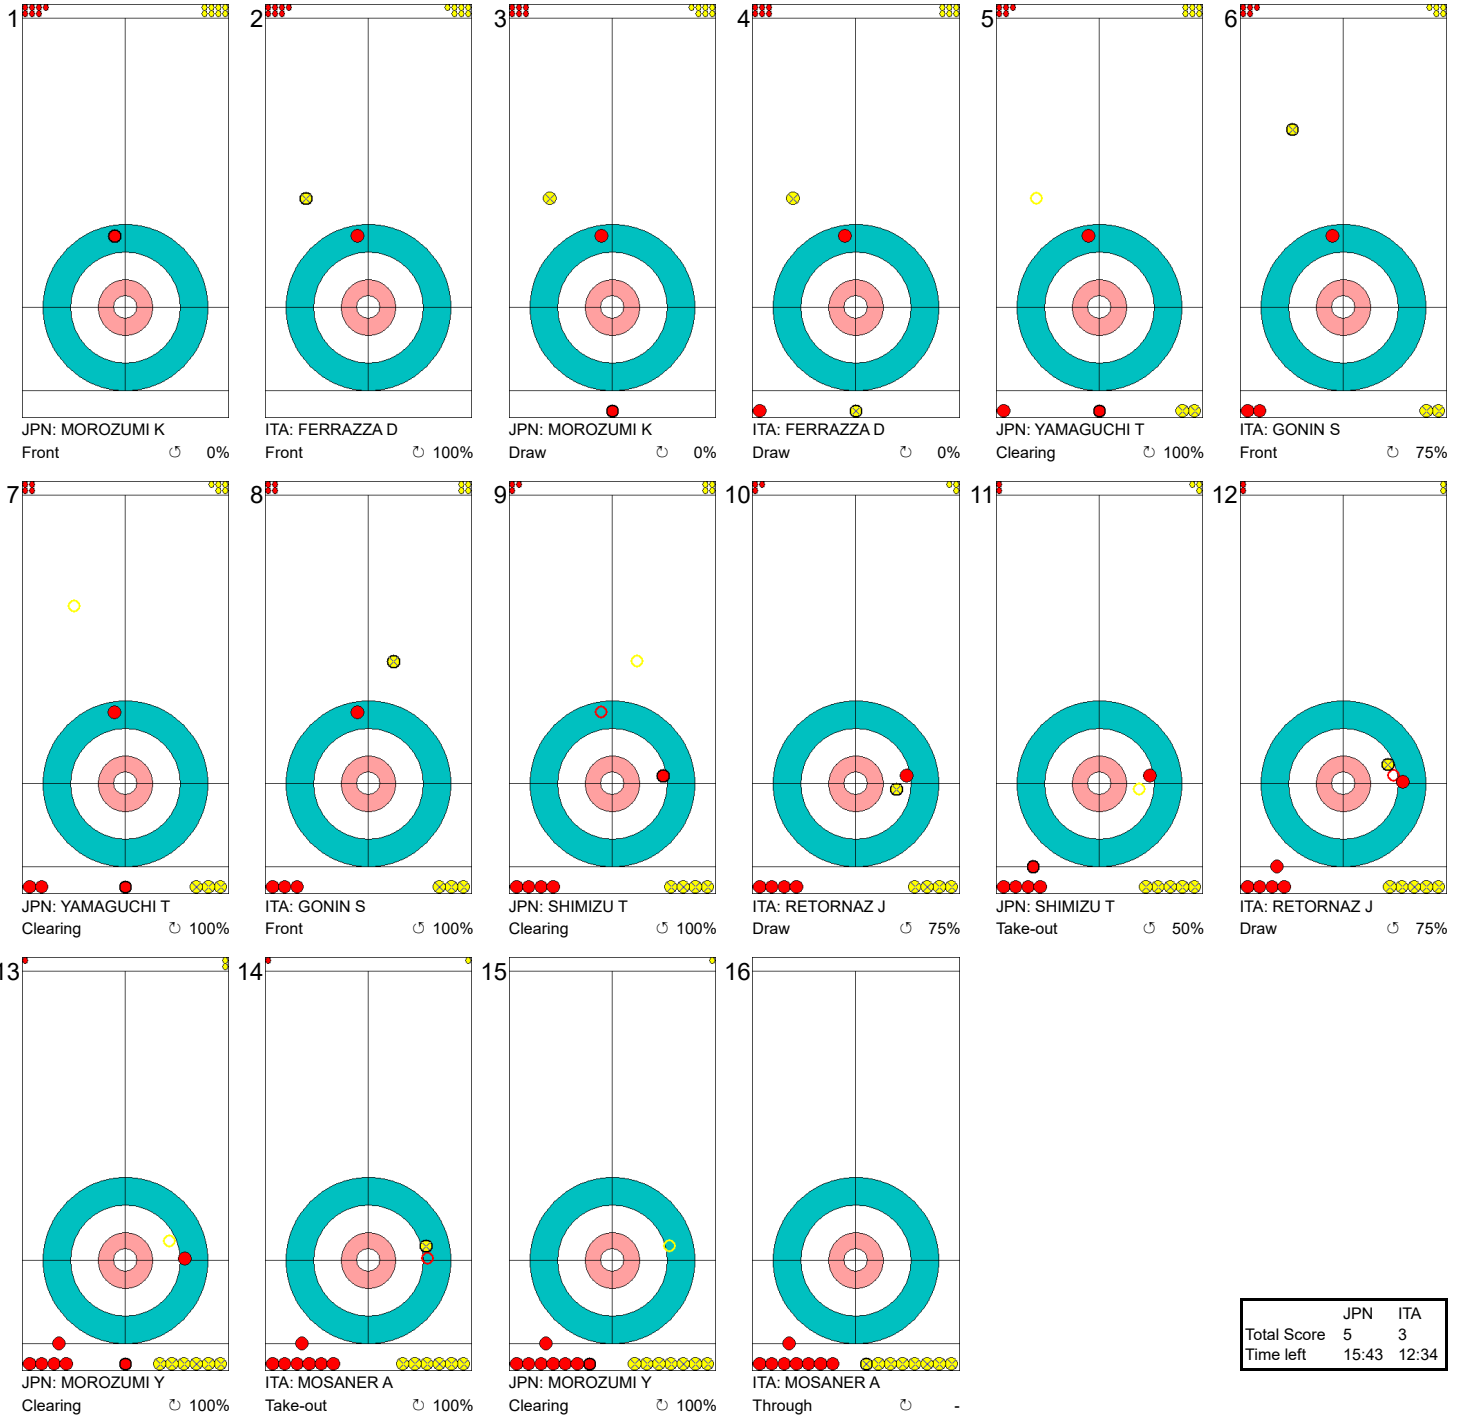 1
JPN: MOROZUMI K
Front ↺ 0%
2
ITA: FERRAZZA D
Front ↻ 100%
3
JPN: MOROZUMI K
Draw ↻ 0%
4
ITA: FERRAZZA D
Draw ↻ 0%
5
JPN: YAMAGUCHI T
Clearing ↺ 100%
6
ITA: GONIN S
Front ↺ 75%
7
JPN: YAMAGUCHI T
Clearing ↻ 100%
8
ITA: GONIN S
Front ↺ 100%
9
JPN: SHIMIZU T
Clearing ↻ 100%
10
ITA: RETORNAZ J
Draw ↺ 75%
11
JPN: SHIMIZU T
Take-out ↺ 50%
12
ITA: RETORNAZ J
Draw ↺ 75%
13
JPN: MOROZUMI Y
Clearing ↻ 100%
14
ITA: MOSANER A
Take-out ↻ 100%
15
JPN: MOROZUMI Y
Clearing ↻ 100%
16
ITA: MOSANER A
Through ↻ -
JPN ITA
Total Score 5 3
Time left 15:43 12:34